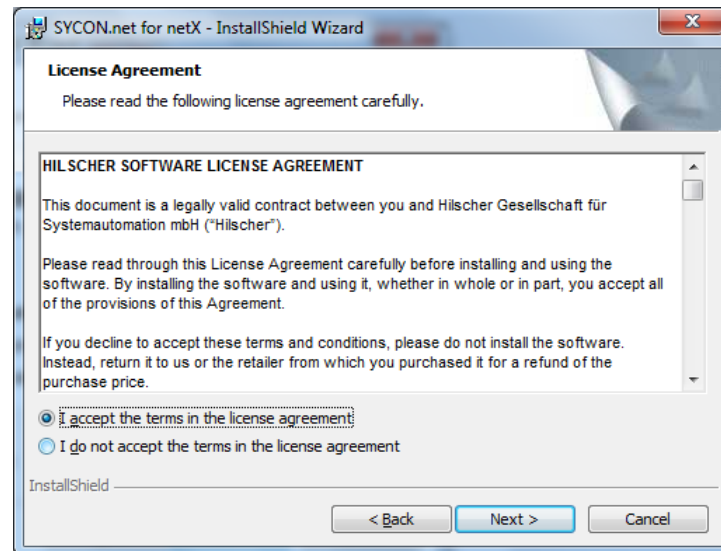 SYCON.net for netX - InstallShield Wizard
License Agreement
Please read the following license agreement carefully.
HILSCHER SOFTWARE LICENSE AGREEMENT
This document is a legally valid contract between you and Hilscher Gesellschaft für
Systemautomation mbH (“Hilscher”).
Please read through this License Agreement carefully before installing and using the
software. By installing the software and using it, whether in whole or in part, you accept all
of the provisions of this Agreement.
If you decline to accept these terms and conditions, please do not install the software.
Instead, return it to us or the retailer from which you purchased it for a refund of the
purchase price.
I accept the terms in the license agreement
I do not accept the terms in the license agreement
InstallShield
< Back
Next >
Cancel